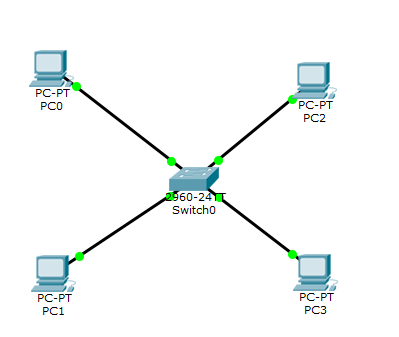 PC-PT
PC0
PC-PT
PC2
2960-24TT
Switch0
PC-PT
PC1
PC-PT
PC3